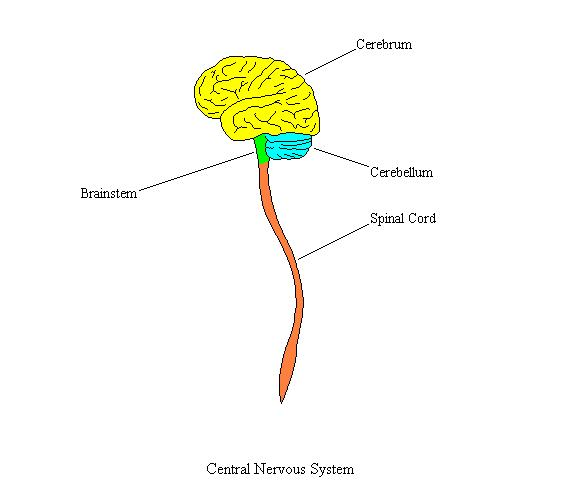 Cerebrum
Cerebellum
Brainstem
Spinal Cord
Central Nervous System